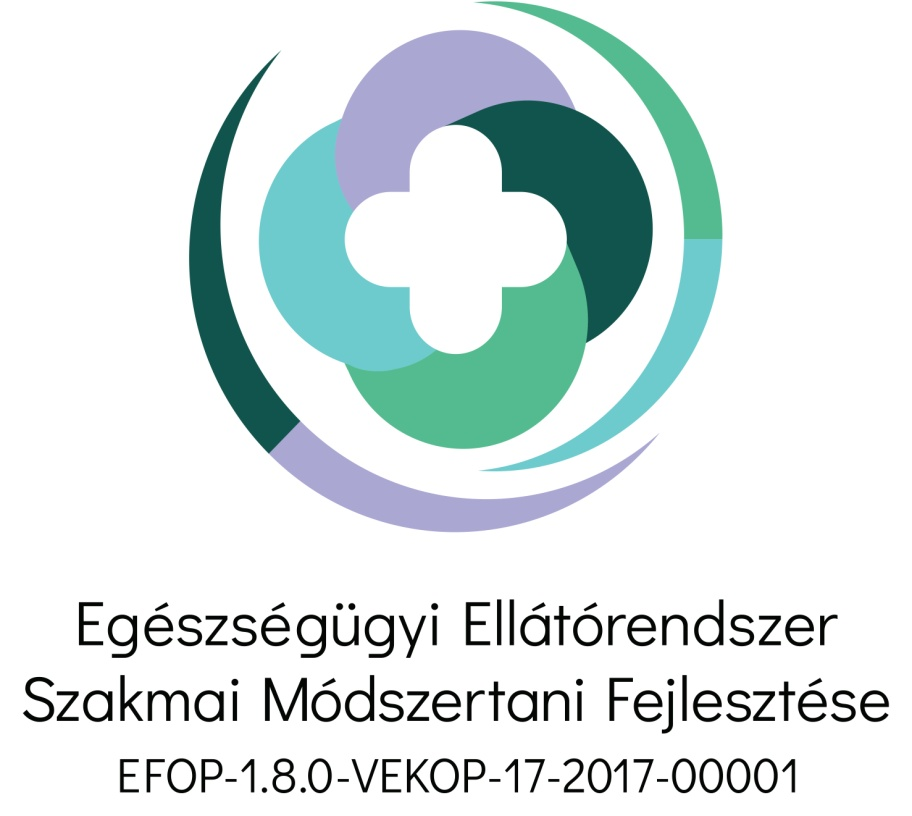 Egészségügyi Ellátórendszer
Szakmai Módszertani Fejlesztése
EFOP-1.8.0-VEKOP-17-2017-00001